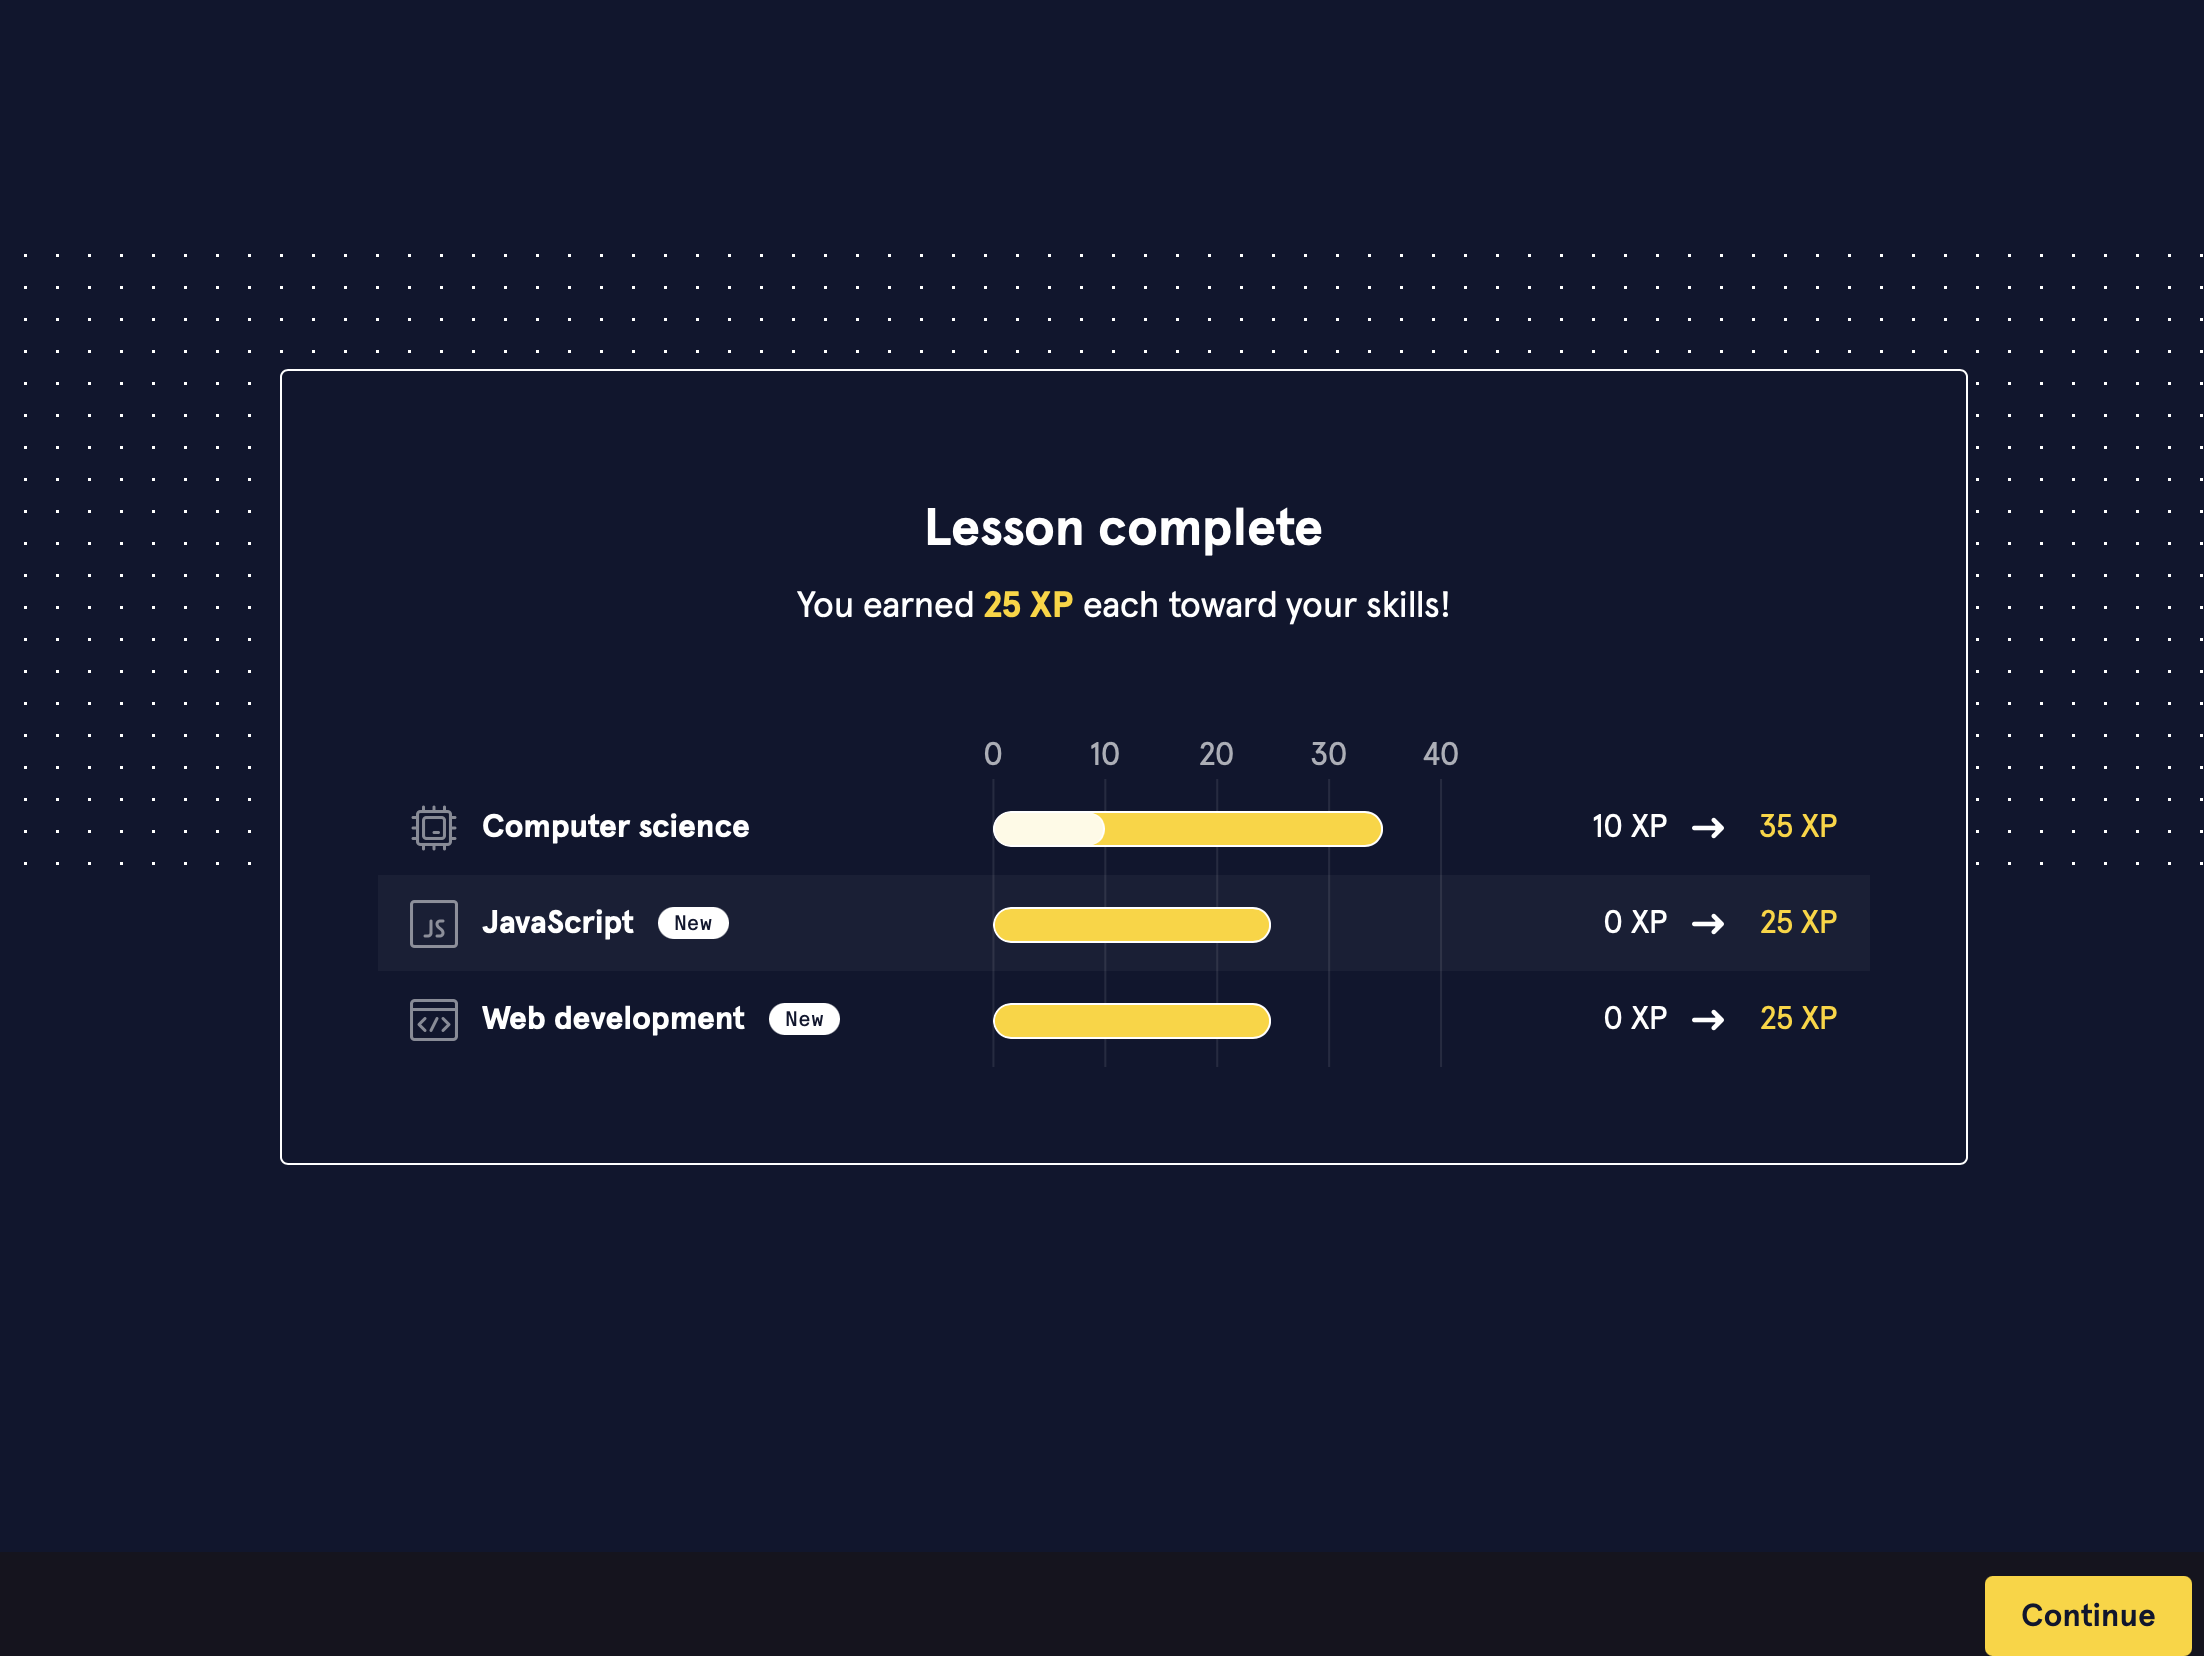 Lesson complete
You earned 25 XP each toward your skills!
0 10 20 30 40
Computer science 10 XP → 35 XP
JS JavaScript New 0 XP → 25 XP
</> Web development New 0 XP → 25 XP
Continue